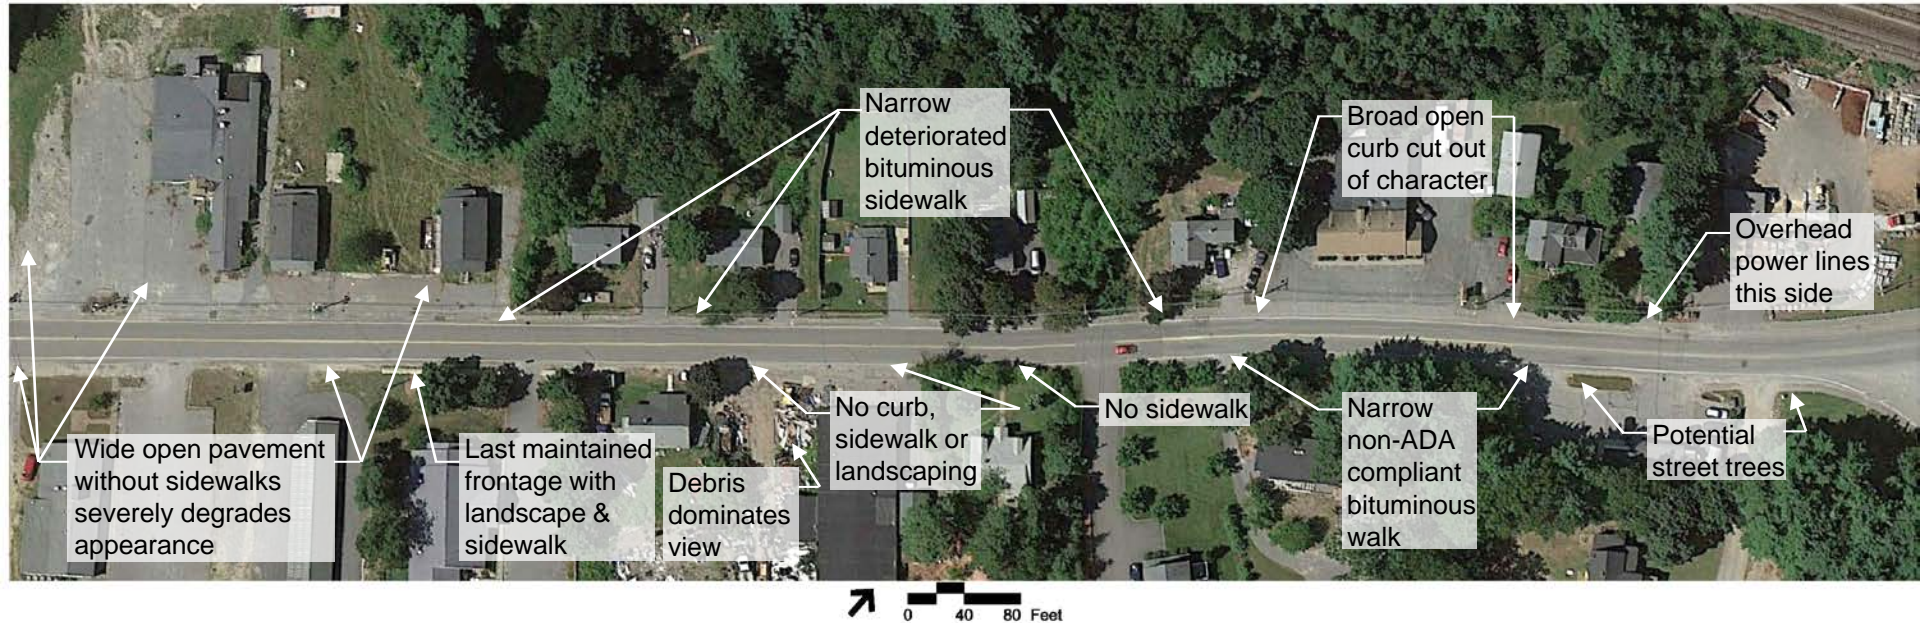 Narrow
deteriorated
bituminous
sidewalk
Broad open
curb cut out
of character
Overhead
power lines
this side
Wide open pavement
without sidewalks
severely degrades
appearance
Last maintained
frontage with
landscape &
sidewalk
Debris
dominates
view
No curb,
sidewalk or
landscaping
No sidewalk
Narrow
non-ADA
compliant
bituminous
walk
Potential
street trees
0 40 80 Feet